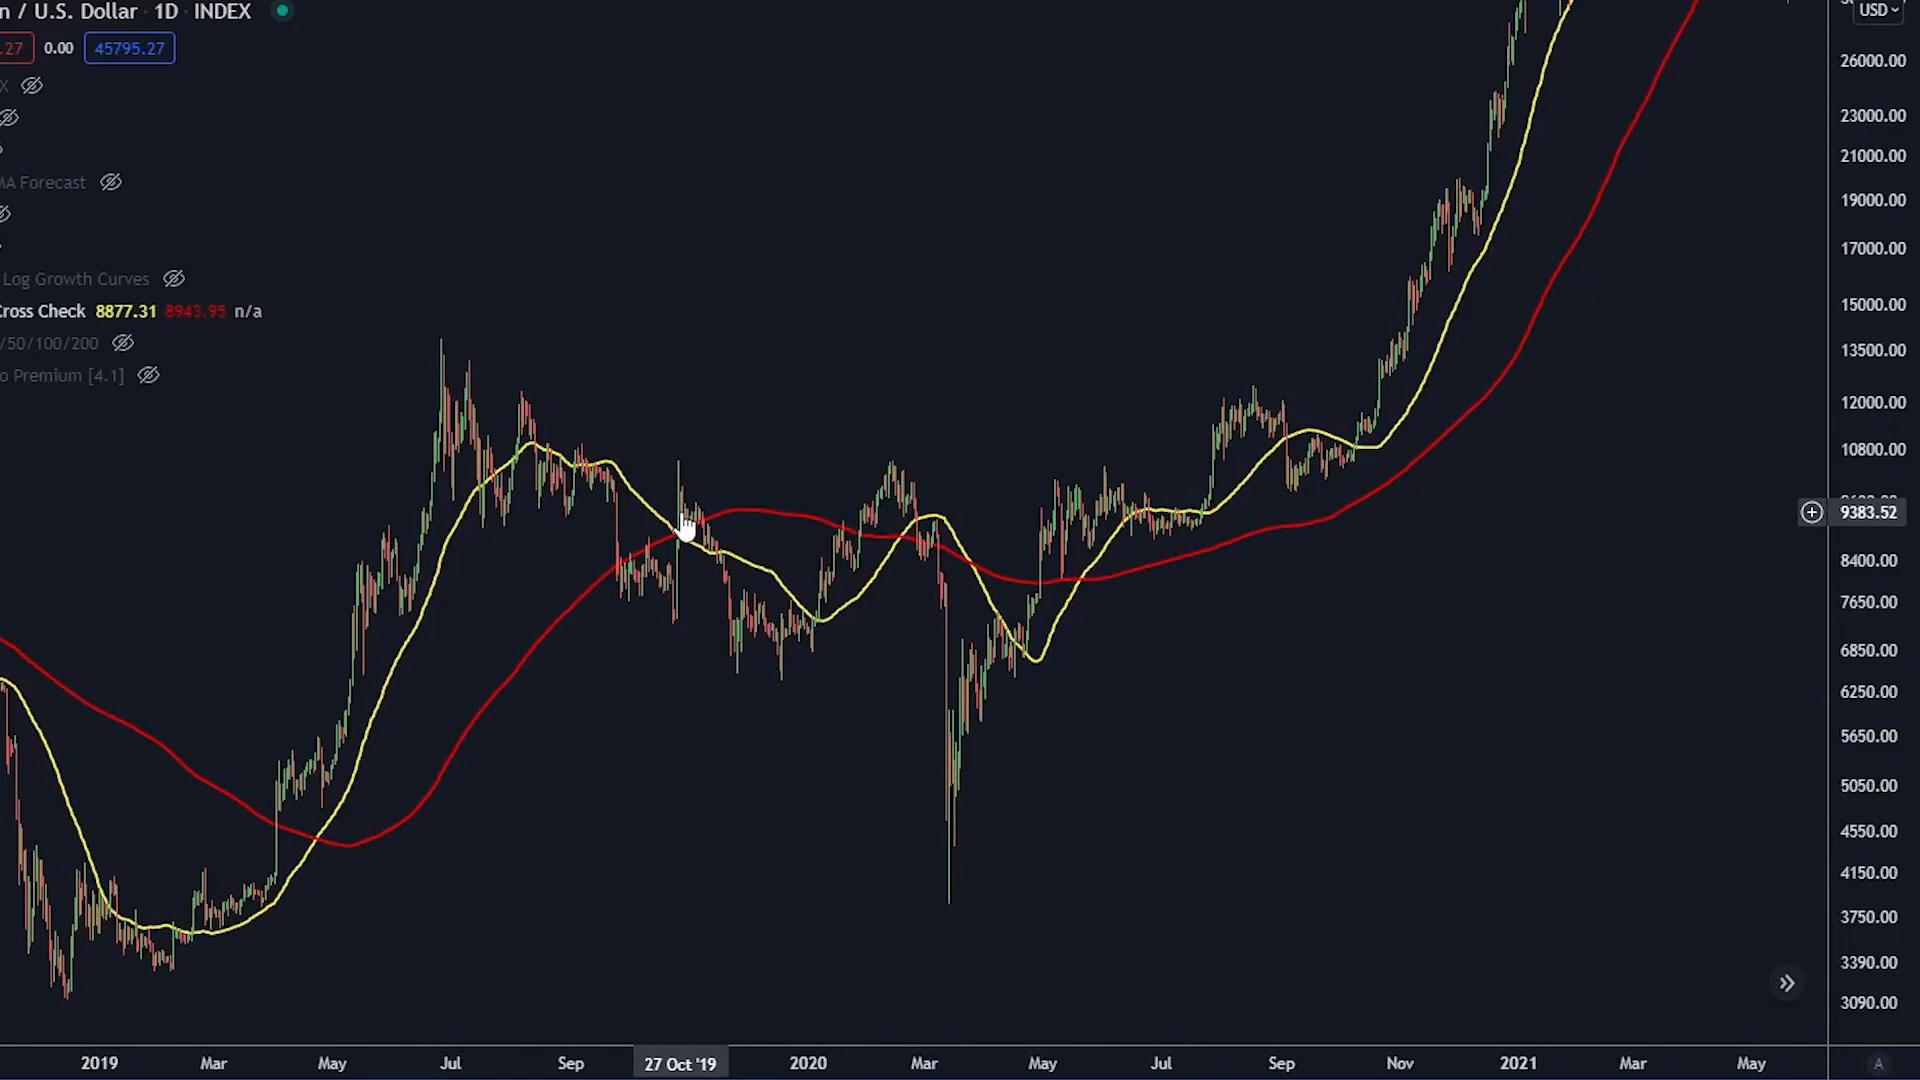 n / U.S. Dollar · 1D · INDEX
.27 0.00 45795.27
X
MA Forecast
Log Growth Curves
Cross Check 8877.31 8943.95 n/a
/50/100/200
o Premium [4.1]
USD
26000.00
23000.00
21000.00
19000.00
17000.00
15000.00
13500.00
12000.00
10800.00
9383.52
8400.00
7650.00
6850.00
6250.00
5650.00
5050.00
4550.00
4150.00
3750.00
3390.00
3090.00
2019 Mar May Jul Sep 27 Oct '19 2020 Mar May Jul Sep Nov 2021 Mar May A